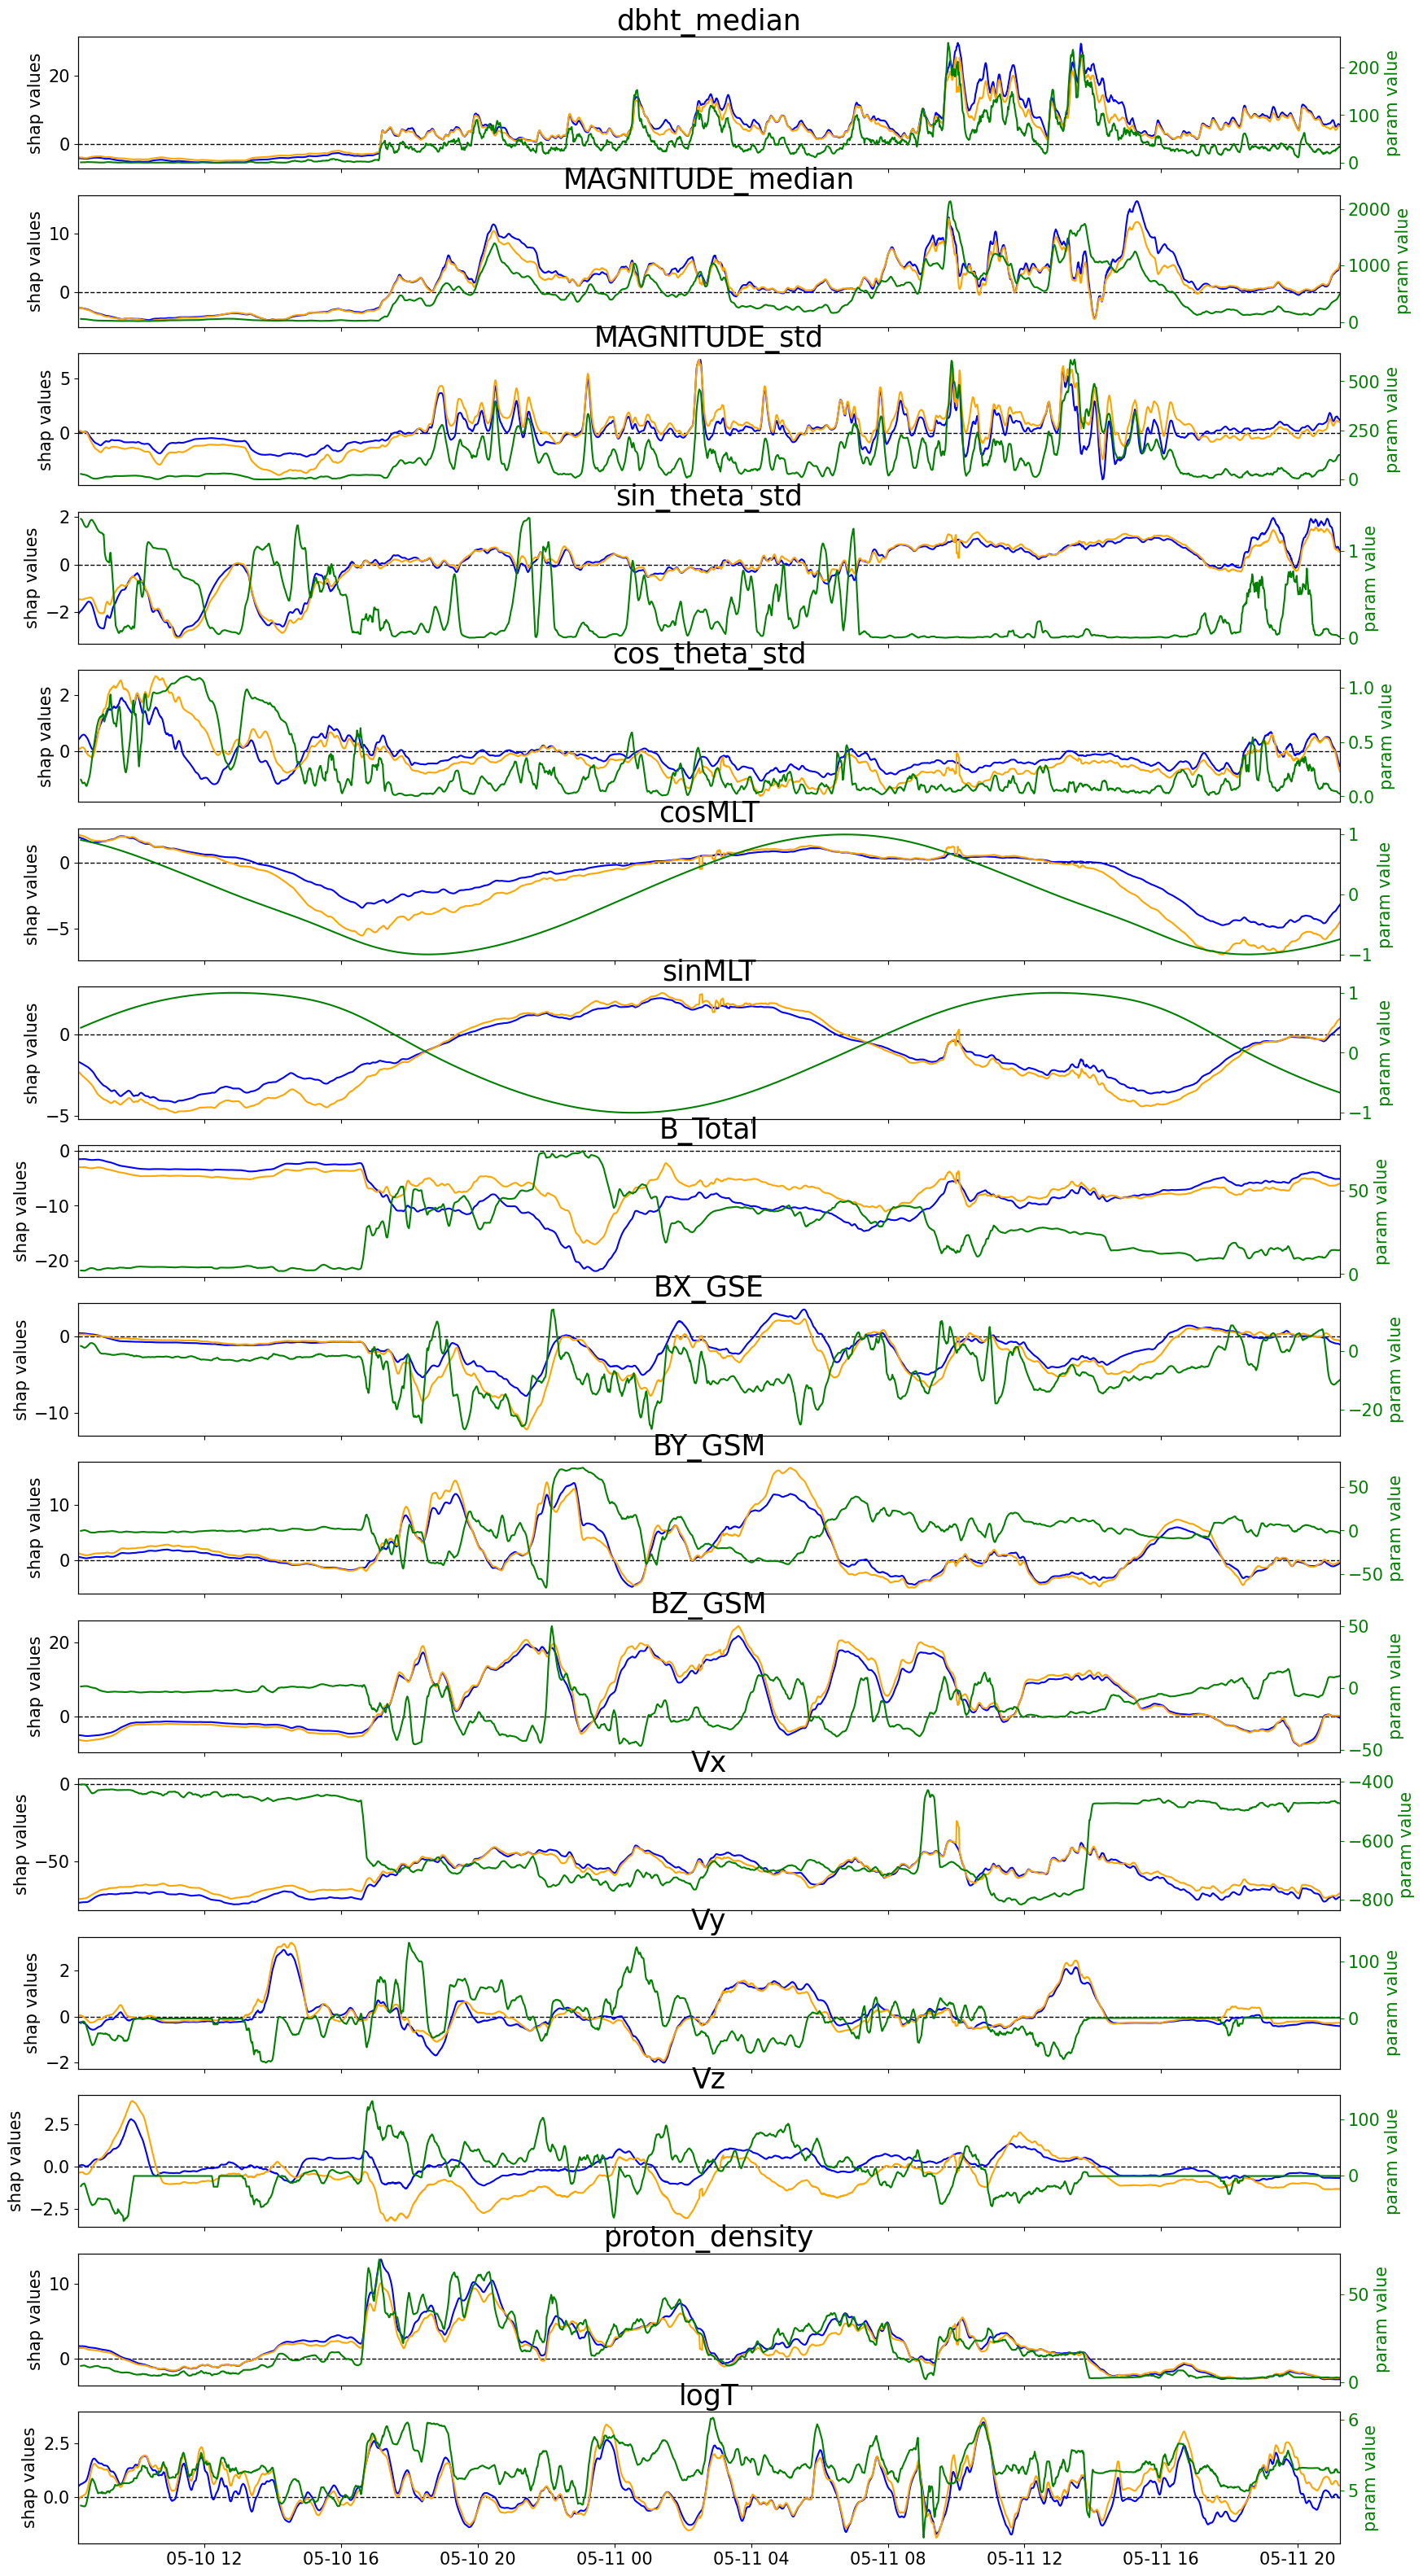 dbht_median
shap values
20
0
param value
200
100
0
MAGNITUDE_median
shap values
10
0
param value
2000
1000
0
MAGNITUDE_std
shap values
5
0
param value
500
250
0
sin_theta_std
shap values
2
0
−2
param value
1
0
cos_theta_std
shap values
2
0
param value
1.0
0.5
0.0
cosMLT
shap values
0
−5
param value
1
0
−1
sinMLT
shap values
0
−5
param value
1
0
−1
B_Total
shap values
0
−10
−20
param value
50
0
BX_GSE
shap values
0
−10
param value
0
−20
BY_GSM
shap values
10
0
param value
50
0
−50
BZ_GSM
shap values
20
0
param value
50
0
−50
Vx
shap values
0
−50
param value
−400
−600
−800
Vy
shap values
2
0
−2
param value
100
0
Vz
shap values
2.5
0.0
−2.5
param value
100
0
proton_density
shap values
10
0
param value
50
0
logT
shap values
2.5
0.0
param value
6
5
05-10 12
05-10 16
05-10 20
05-11 00
05-11 04
05-11 08
05-11 12
05-11 16
05-11 20